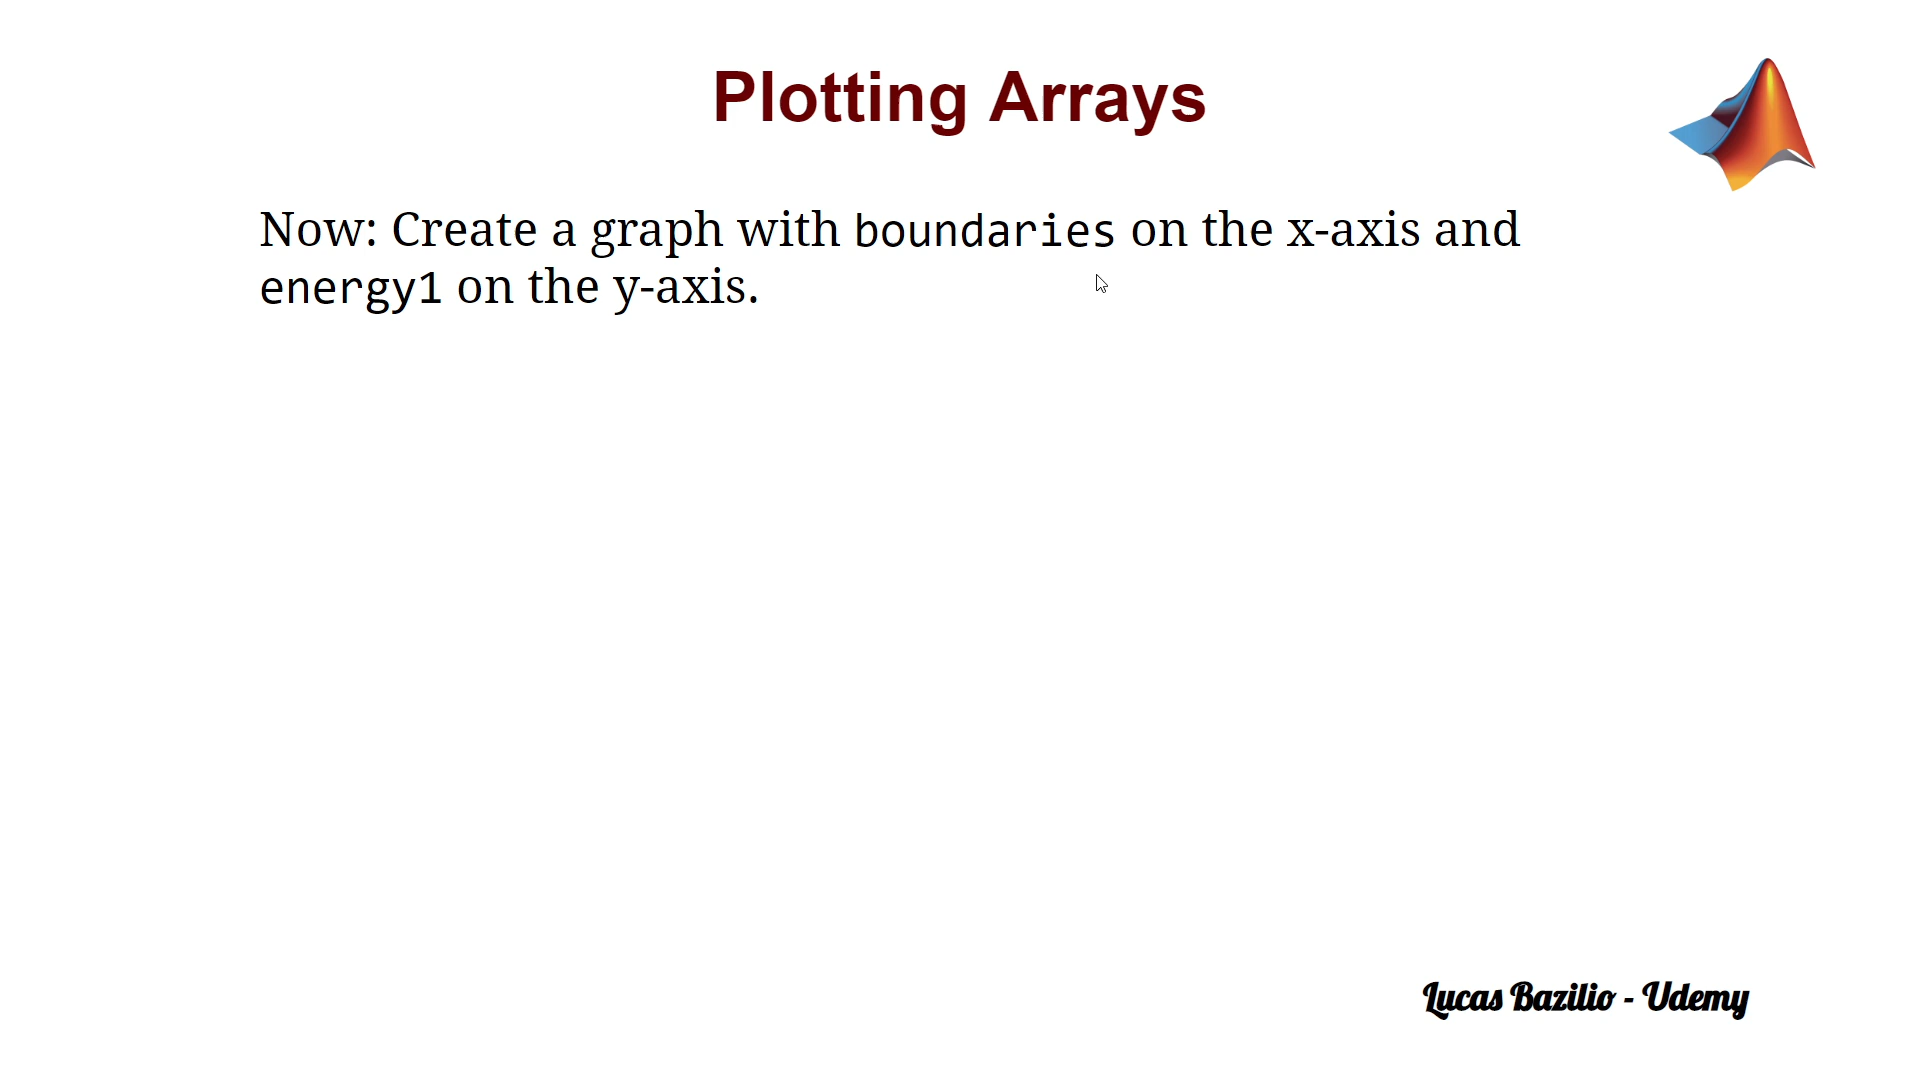 Plotting Arrays
Now: Create a graph with boundaries on the x-axis and
energy1 on the y-axis.
Lucas Bazilio - Udemy